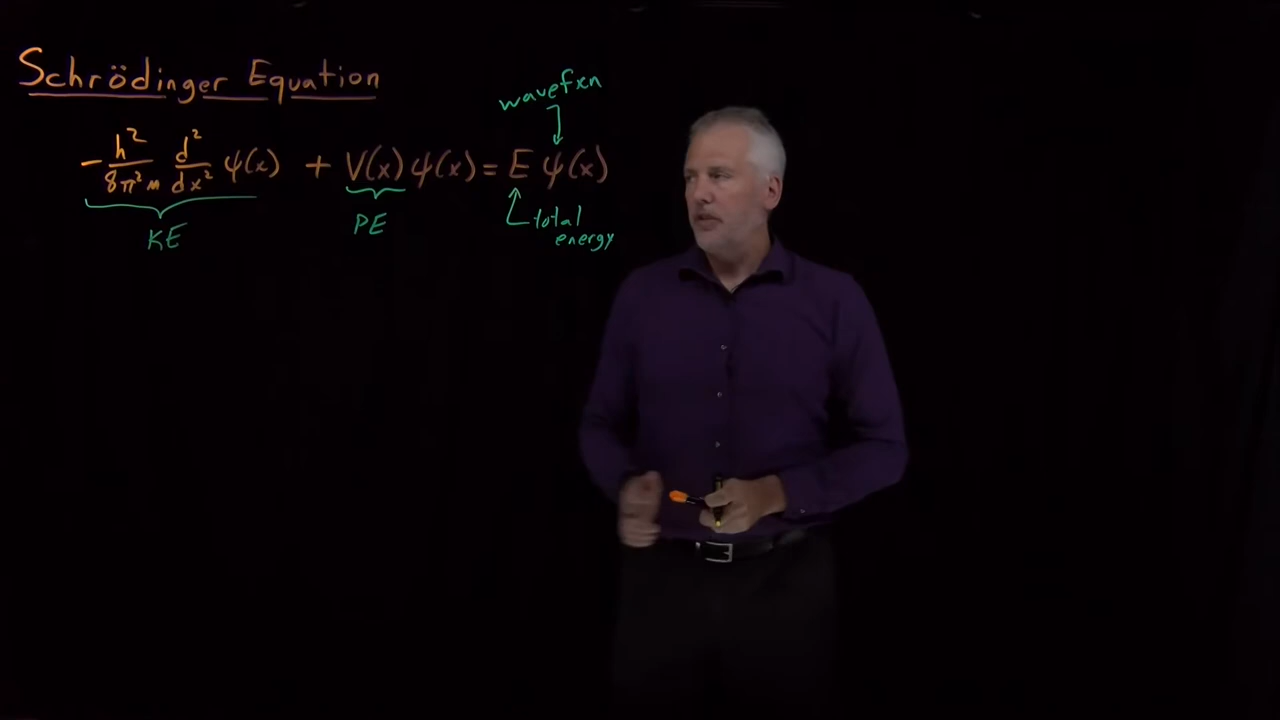 Schrödinger Equation
wavefxn
-h²/8π²m d²/dx² ψ(x) + V(x) ψ(x) = E ψ(x)
KE
PE
total
energy